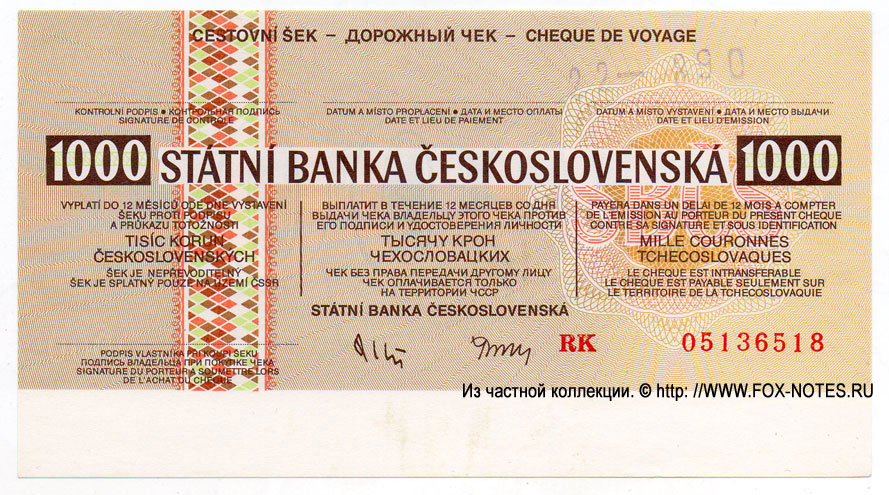 CESTOVNÍ ŠEK – ДОРОЖНЫЙ ЧЕК – CHEQUE DE VOYAGE
KONTROLNÍ PODPIS • КОНТРОЛЬНАЯ ПОДПИСЬ
SIGNATURE DE CONTRÔLE
DATUM A MÍSTO PROPLACENÍ • ДАТА И МЕСТО ОПЛАТЫ
DATE ET LIEU DE PAIEMENT
DATUM A MÍSTO VYSTAVENÍ • ДАТА И МЕСТО ВЫДАЧИ
DATE ET LIEU D'EMISSION
1000 STÁTNÍ BANKA ČESKOSLOVENSKÁ 1000
VYPLATÍ DO 12 MĚSÍCŮ ODE DNE VYSTAVENÍ
ŠEKU PROTI PODPISU
A PRŮKAZU TOTOŽNOSTI
TISÍC KORUN
ČESKOSLOVENSKÝCH
ŠEK JE NEPŘEVODITELNÝ
ŠEK JE SPLATNÝ POUZE NA ÚZEMÍ ČSSR
ВЫПЛАТИТ В ТЕЧЕНИЕ 12 МЕСЯЦЕВ СО ДНЯ
ВЫДАЧИ ЧЕКА ВЛАДЕЛЬЦУ ЭТОГО ЧЕКА ПРОТИВ
ЕГО ПОДПИСИ И УДОСТОВЕРЕНИЯ ЛИЧНОСТИ
ТЫСЯЧУ КРОН
ЧЕХОСЛОВАЦКИХ
ЧЕК БЕЗ ПРАВА ПЕРЕДАЧИ ДРУГОМУ ЛИЦУ
ЧЕК ОПЛАЧИВАЕТСЯ ТОЛЬКО
НА ТЕРРИТОРИИ ЧССР
PAYERA DANS UN DELAI DE 12 MOIS A COMPTER
DE L'EMISSION AU PORTEUR DU PRESENT CHEQUE
CONTRE SA SIGNATURE ET SOUS IDENTIFICATION
MILLE COURONNES
TCHECOSLOVAQUES
LE CHEQUE EST INTRANSFERABLE
LE CHEQUE EST PAYABLE SEULEMENT SUR
LE TERRITOIRE DE LA TCHECOSLOVAQUIE
STÁTNÍ BANKA ČESKOSLOVENSKÁ
RK 05136518
PODPIS VLASTNÍKA PŘI KOUPI ŠEKU
ПОДПИСЬ ВЛАДЕЛЬЦА ПРИ ПОКУПКЕ ЧЕКА
SIGNATURE DU PORTEUR A SOUMETTRE LORS
DE L'ACHAT DU CHEQUE
Из частной коллекции. © http: //WWW.FOX-NOTES.RU